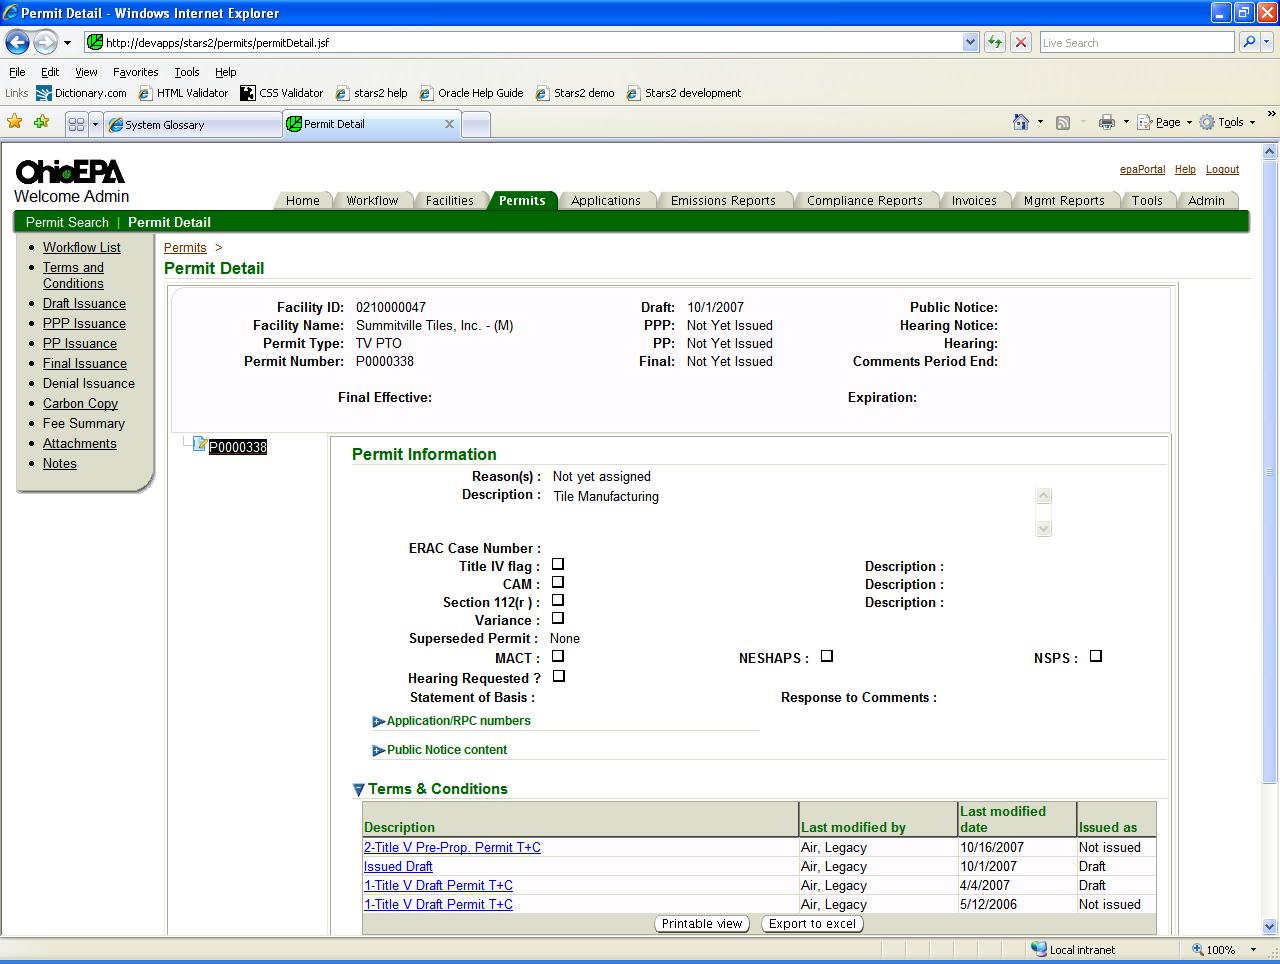 Permit Detail - Windows Internet Explorer
http://devapps/stars2/permits/permitDetail.jsf
Live Search
File Edit View Favorites Tools Help
Links Dictionary.com HTML Validator CSS Validator stars2 help Oracle Help Guide Stars2 demo Stars2 development
System Glossary Permit Detail Page Tools »
OhioEPA
epaPortal Help Logout
Welcome Admin
Home Workflow Facilities Permits Applications Emissions Reports Compliance Reports Invoices Mgmt Reports Tools Admin
Permit Search | Permit Detail
Workflow List
Terms and
Conditions
Draft Issuance
PPP Issuance
PP Issuance
Final Issuance
Denial Issuance
Carbon Copy
Fee Summary
Attachments
Notes
Permits >
Permit Detail
Facility ID: 0210000047 Draft: 10/1/2007 Public Notice:
Facility Name: Summitville Tiles, Inc. - (M) PPP: Not Yet Issued Hearing Notice:
Permit Type: TV PTO PP: Not Yet Issued Hearing:
Permit Number: P0000338 Final: Not Yet Issued Comments Period End:
Final Effective: Expiration:
P0000338
Permit Information
Reason(s) : Not yet assigned
Description : Tile Manufacturing
ERAC Case Number :
Title IV flag : Description :
CAM : Description :
Section 112(r ) : Description :
Variance :
Superseded Permit : None
MACT : NESHAPS : NSPS :
Hearing Requested ?
Statement of Basis : Response to Comments :
Application/RPC numbers
Public Notice content
Terms & Conditions
Description Last modified by Last modified date Issued as
2-Title V Pre-Prop. Permit T+C Air, Legacy 10/16/2007 Not issued
Issued Draft Air, Legacy 10/1/2007 Draft
1-Title V Draft Permit T+C Air, Legacy 4/4/2007 Draft
1-Title V Draft Permit T+C Air, Legacy 5/12/2006 Not issued
Printable view Export to excel
Local intranet 100%